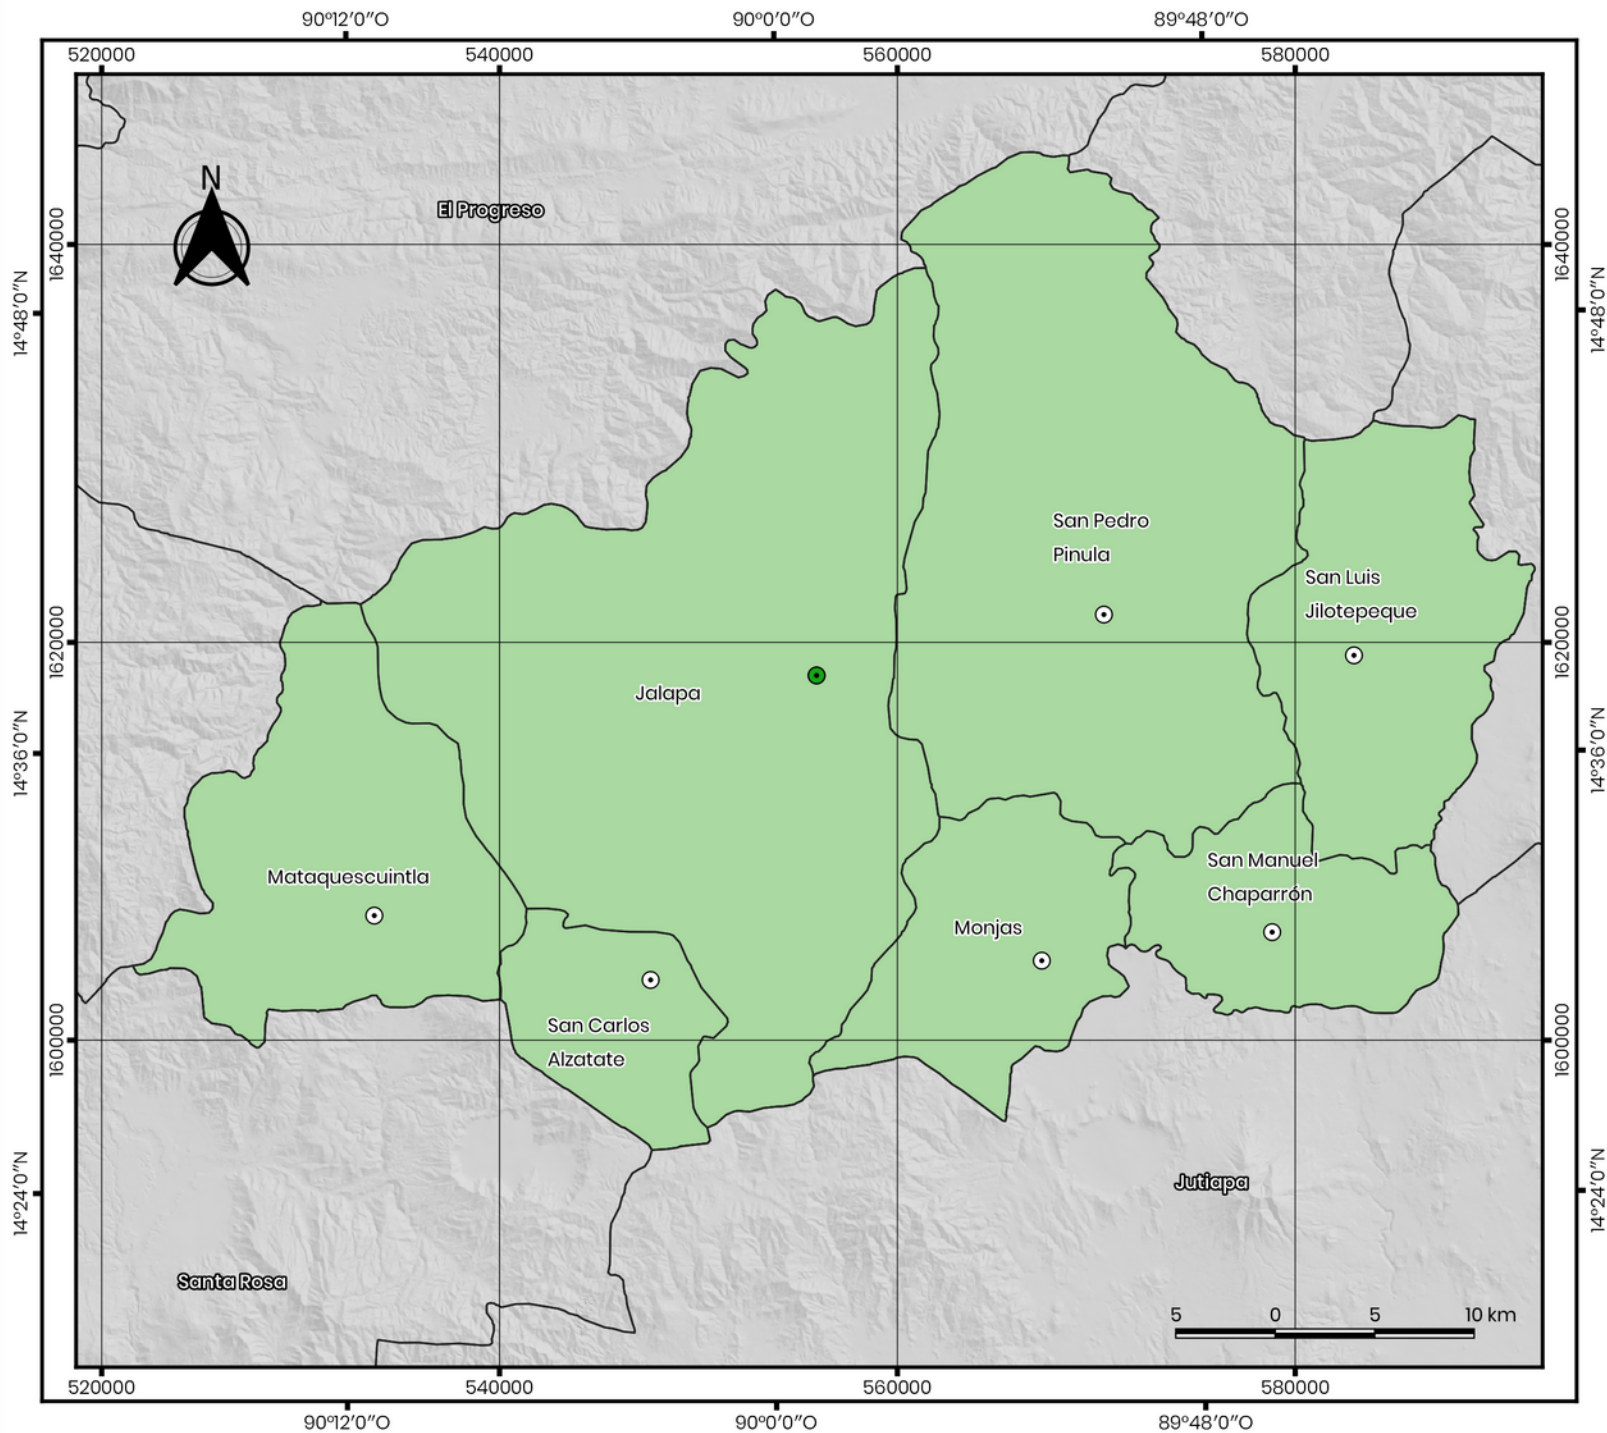 90°12'0"O 90°0'0"O 89°48'0"O
520000 540000 560000 580000
N
El Progreso
1640000 1640000
14°48'0"N 14°48'0"N
San Pedro
Pinula
San Luis
Jilotepeque
1620000 1620000
Jalapa
14°36'0"N 14°36'0"N
San Manuel
Chaparrón
Mataquescuintla
Monjas
San Carlos
Alzatate
1600000 1600000
14°24'0"N 14°24'0"N
Jutiapa
Santa Rosa
5 0 5 10 km
520000 540000 560000 580000
90°12'0"O 90°0'0"O 89°48'0"O